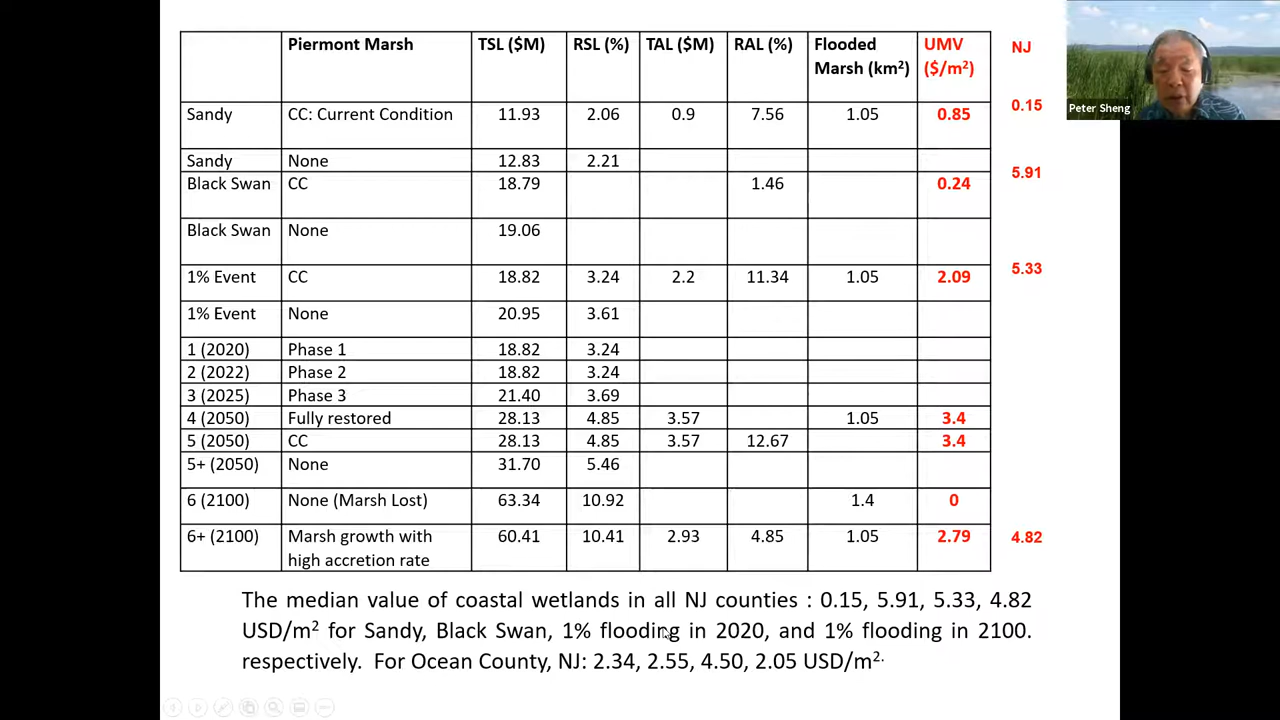 Piermont Marsh TSL ($M) RSL (%) TAL ($M) RAL (%) Flooded Marsh (km²) UMV ($/m²) NJ
Sandy CC: Current Condition 11.93 2.06 0.9 7.56 1.05 0.85 0.15
Sandy None 12.83 2.21
Black Swan CC 18.79 1.46 0.24 5.91
Black Swan None 19.06
1% Event CC 18.82 3.24 2.2 11.34 1.05 2.09 5.33
1% Event None 20.95 3.61
1 (2020) Phase 1 18.82 3.24
2 (2022) Phase 2 18.82 3.24
3 (2025) Phase 3 21.40 3.69
4 (2050) Fully restored 28.13 4.85 3.57 1.05 3.4
5 (2050) CC 28.13 4.85 3.57 12.67 3.4
5+ (2050) None 31.70 5.46
6 (2100) None (Marsh Lost) 63.34 10.92 1.4 0
6+ (2100) Marsh growth with high accretion rate 60.41 10.41 2.93 4.85 1.05 2.79 4.82
The median value of coastal wetlands in all NJ counties : 0.15, 5.91, 5.33, 4.82
USD/m² for Sandy, Black Swan, 1% flooding in 2020, and 1% flooding in 2100.
respectively. For Ocean County, NJ: 2.34, 2.55, 4.50, 2.05 USD/m².
Peter Sheng